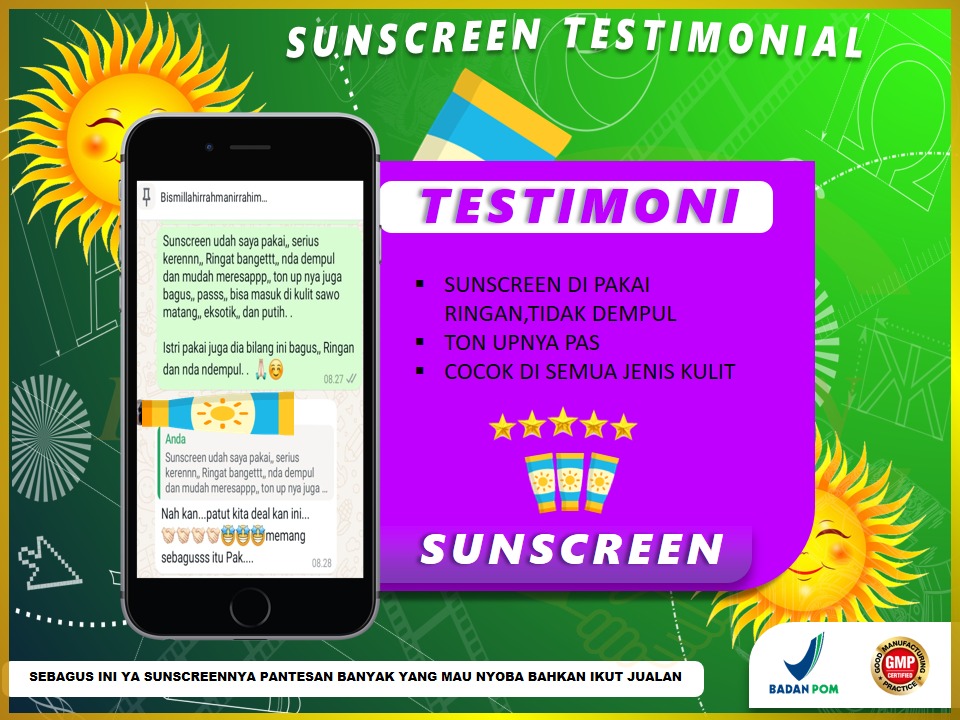 SUNSCREEN TESTIMONIAL
Bismillahirrahmanirrahim...
Sunscreen udah saya pakai,, serius
kerennn,, Ringat bangettt,, nda dempul
dan mudah meresappp,, ton up nya juga
bagus,, passs,, bisa masuk di kulit sawo
matang,, eksotik,, dan putih. .
Istri pakai juga dia bilang ini bagus,, Ringan
dan nda ndempul. . 🙏🏻☺️
08.27
Anda
Sunscreen udah saya pakai,, serius
kerennn,, Ringat bangettt,, nda dempul
dan mudah meresappp,, ton up nya juga ...
Nah kan...patut kita deal kan ini...
memang
sebagusss itu Pak....
08.28
TESTIMONI
▪ SUNSCREEN DI PAKAI
RINGAN,TIDAK DEMPUL
▪ TON UPNYA PAS
▪ COCOK DI SEMUA JENIS KULIT
SUNSCREEN
SEBAGUS INI YA SUNSCREENNYA PANTESAN BANYAK YANG MAU NYOBA BAHKAN IKUT JUALAN
BADAN POM
GOOD MANUFACTURING
GMP
CERTIFIED
PRACTICE